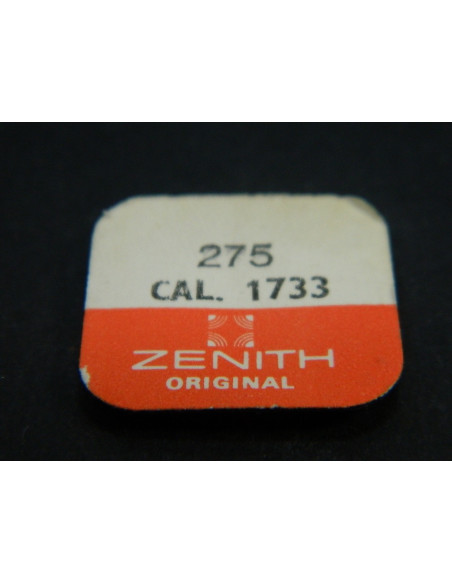 275
CAL. 1733
ZENITH
ORIGINAL